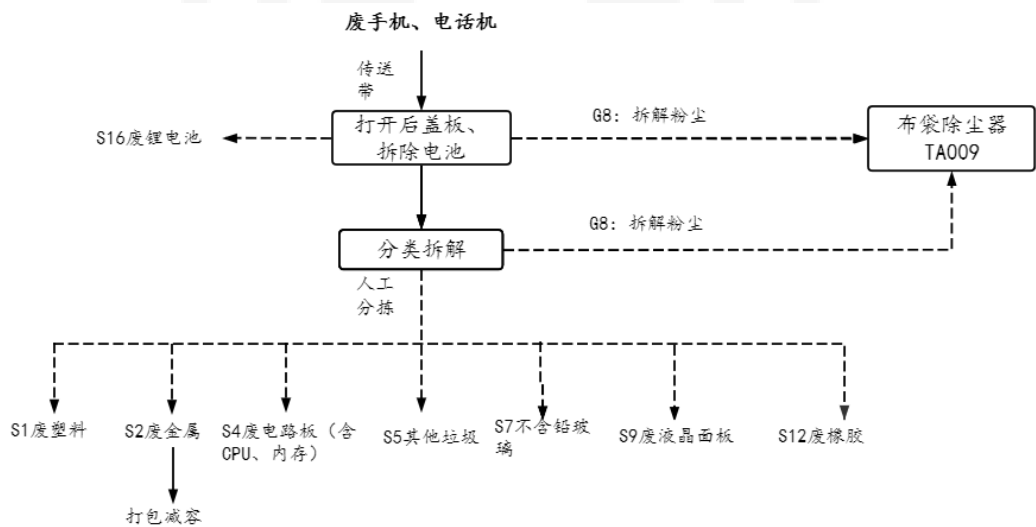 废手机、电话机
传送
带
打开后盖板、
拆除电池
S16废锂电池
G8: 拆解粉尘
布袋除尘器
TA009
G8: 拆解粉尘
分类拆解
人工
分拣
S1废塑料
S2废金属
S4废电路板（含
CPU、内存）
S5其他垃圾
S7不含铅玻
璃
S9废液晶面板
S12废橡胶
打包减容